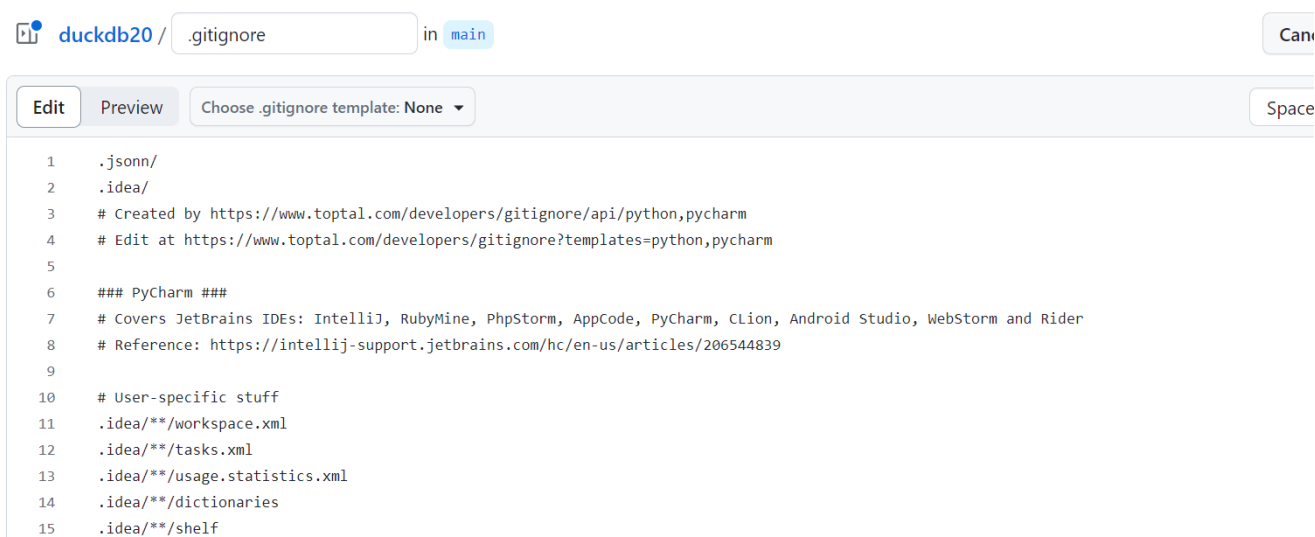 duckdb20 / .gitignore in main
Edit Preview Choose .gitignore template: None
1 .jsonn/
2 .idea/
3 # Created by https://www.toptal.com/developers/gitignore/api/python,pycharm
4 # Edit at https://www.toptal.com/developers/gitignore?templates=python,pycharm
5
6 ### PyCharm ###
7 # Covers JetBrains IDEs: IntelliJ, RubyMine, PhpStorm, AppCode, PyCharm, CLion, Android Studio, WebStorm and Rider
8 # Reference: https://intellij-support.jetbrains.com/hc/en-us/articles/206544839
9
10 # User-specific stuff
11 .idea/**/workspace.xml
12 .idea/**/tasks.xml
13 .idea/**/usage.statistics.xml
14 .idea/**/dictionaries
15 .idea/**/shelf